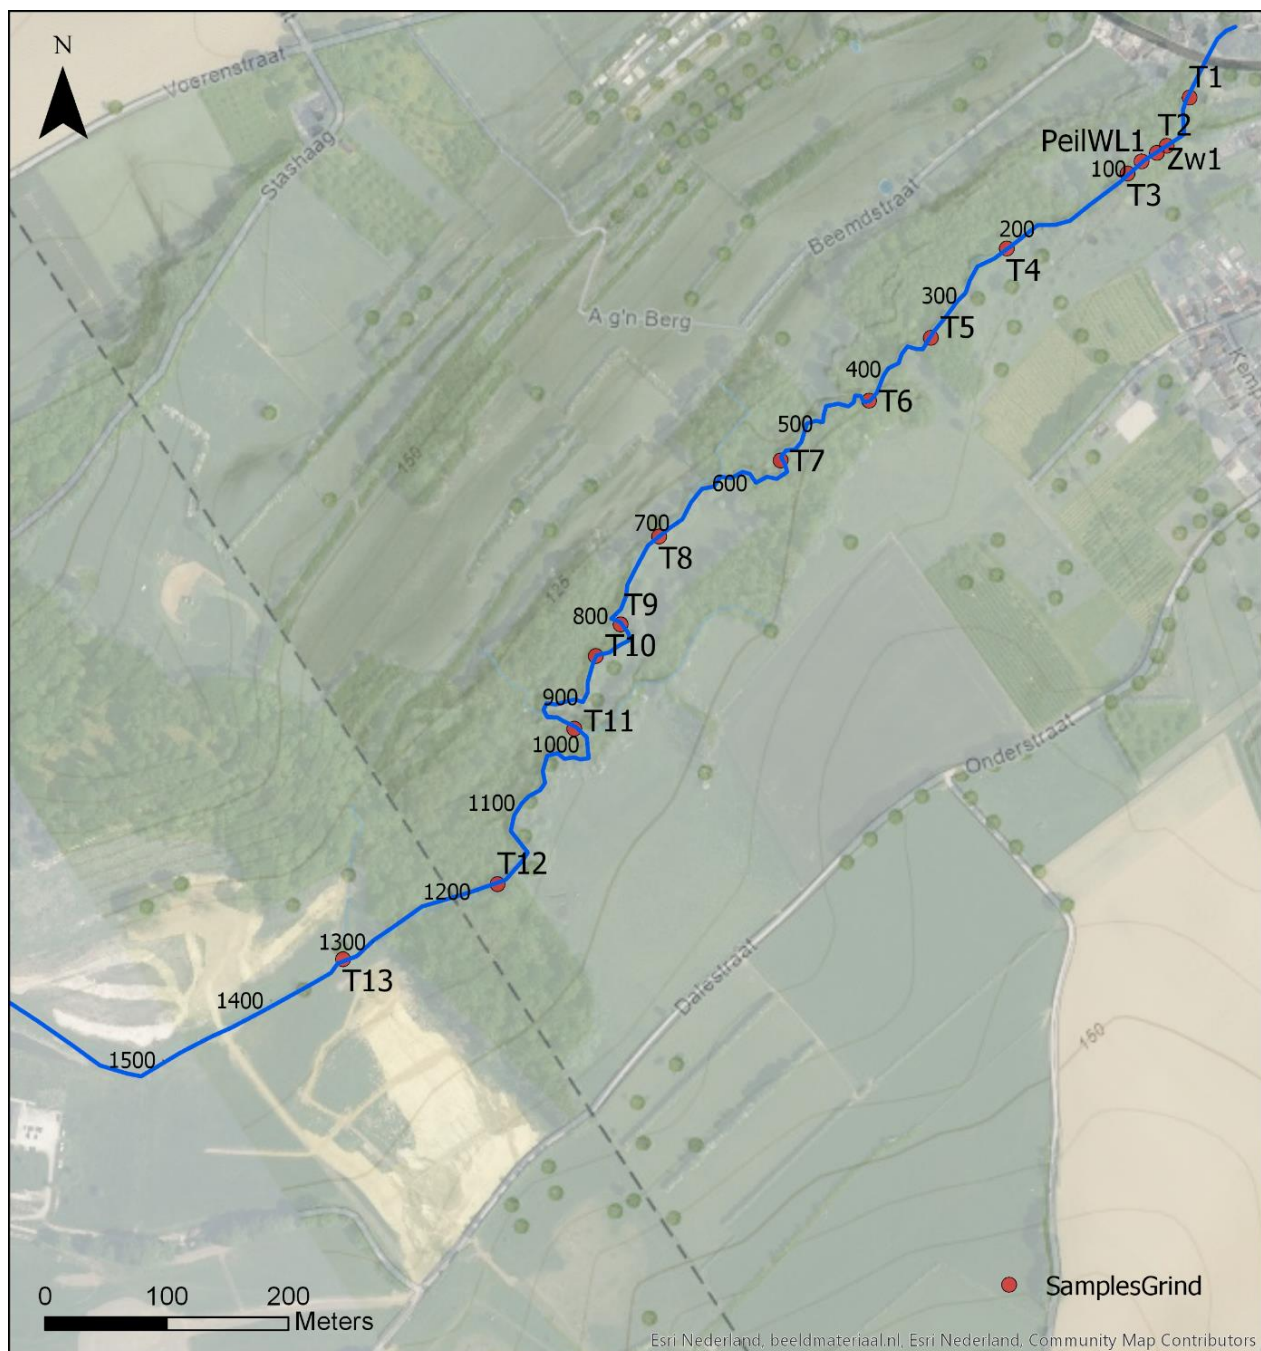 N
Voerenstraat
Stashaag
T1
T2
PeilWL1
Zw1
100
T3
Beemdstraat
200
T4
300
A g'n Berg
T5
400
T6
500
T7
150
600
700
T8
125
T9
800
T10
900
T11
1000
Onderstraat
1100
T12
1200
1300
T13
Dalestraat
1400
150
1500
0 100 200
Meters
SamplesGrind
Esri Nederland, beeldmateriaal.nl, Esri Nederland, Community Map Contributors